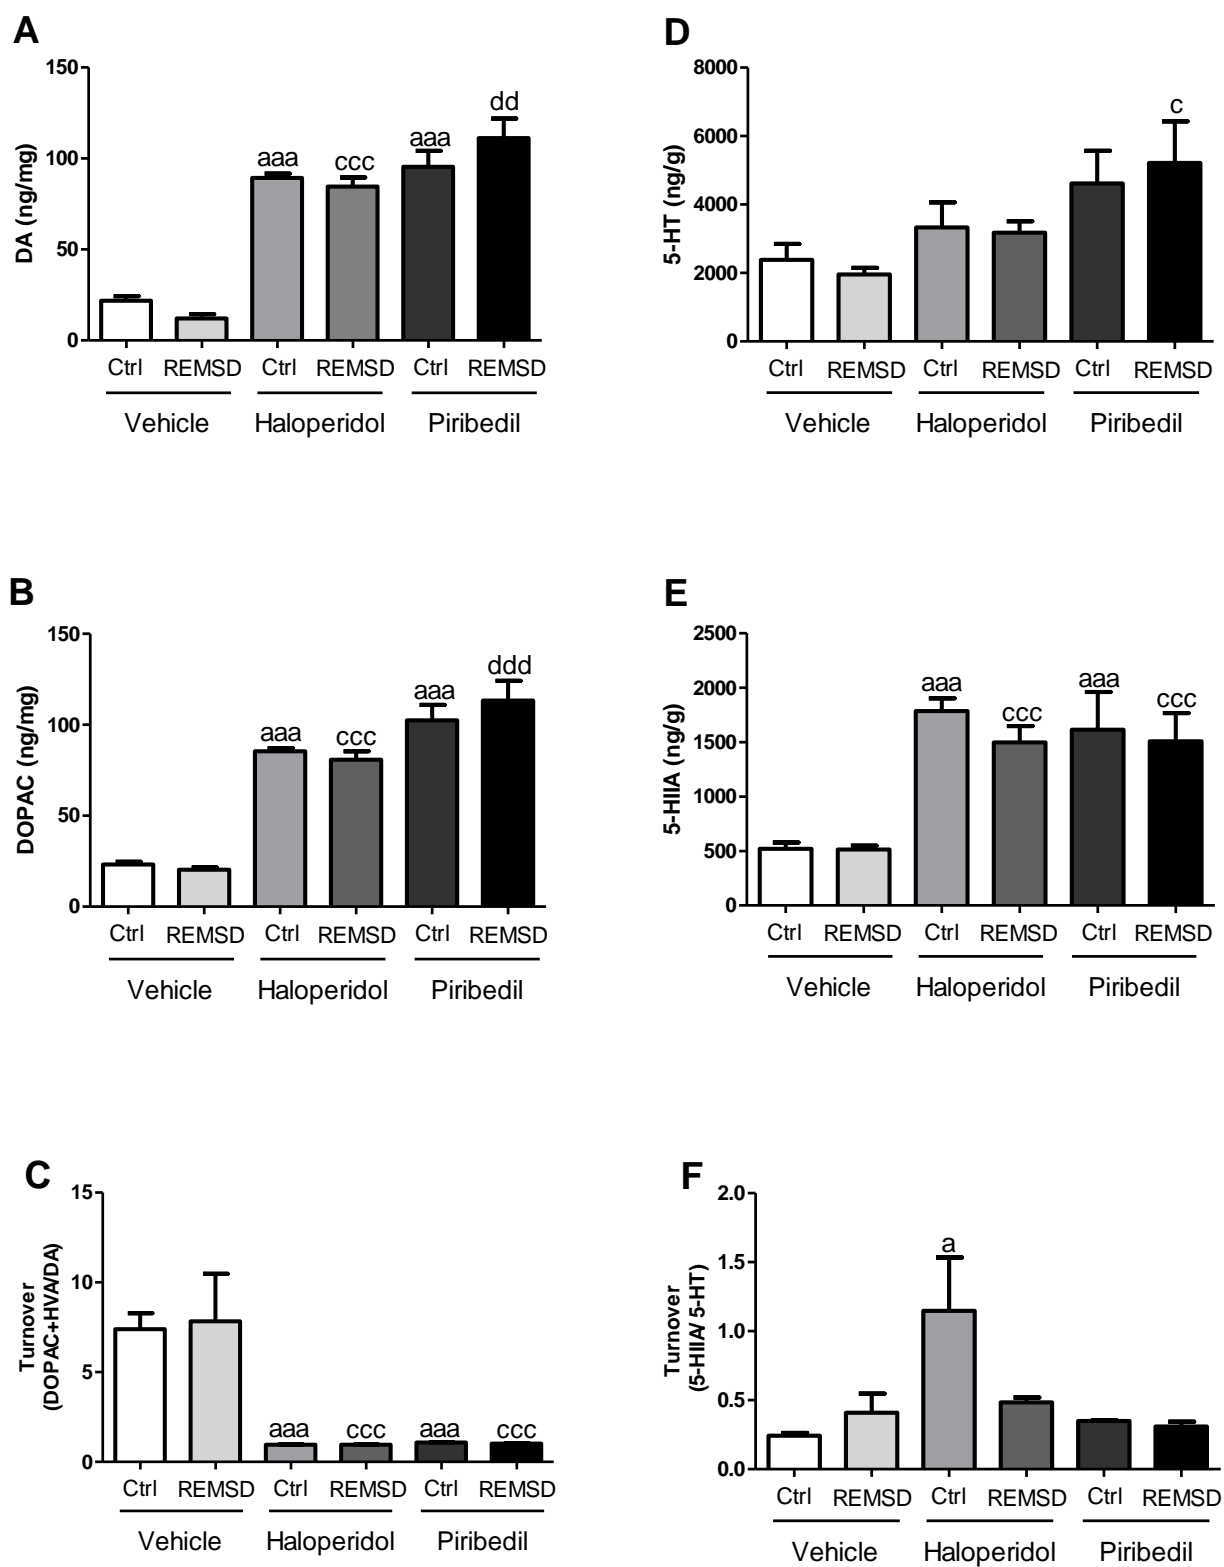 A
DA (ng/mg)
150
100
50
0
aaa
ccc
aaa
dd
Ctrl REMSD Ctrl REMSD Ctrl REMSD
Vehicle Haloperidol Piribedil
D
5-HT (ng/g)
8000
6000
4000
2000
0
c
Ctrl REMSD Ctrl REMSD Ctrl REMSD
Vehicle Haloperidol Piribedil
B
DOPAC (ng/mg)
150
100
50
0
aaa
ccc
aaa
ddd
Ctrl REMSD Ctrl REMSD Ctrl REMSD
Vehicle Haloperidol Piribedil
E
5-HIIA (ng/g)
2500
2000
1500
1000
500
0
aaa
ccc
aaa
ccc
Ctrl REMSD Ctrl REMSD Ctrl REMSD
Vehicle Haloperidol Piribedil
C
Turnover
(DOPAC+HVA/DA)
15
10
5
0
aaa ccc aaa ccc
Ctrl REMSD Ctrl REMSD Ctrl REMSD
Vehicle Haloperidol Piribedil
F
Turnover
(5-HIIA/ 5-HT)
2.0
1.5
1.0
0.5
0.0
a
Ctrl REMSD Ctrl REMSD Ctrl REMSD
Vehicle Haloperidol Piribedil